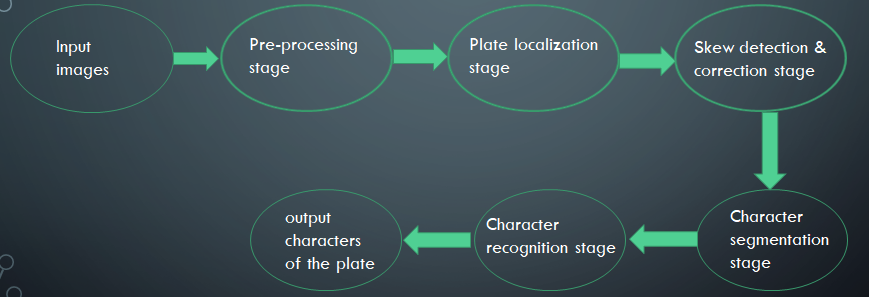 Input
images
Pre-processing
stage
Plate localization
stage
Skew detection &
correction stage
Character
segmentation
stage
Character
recognition stage
output
characters
of the plate